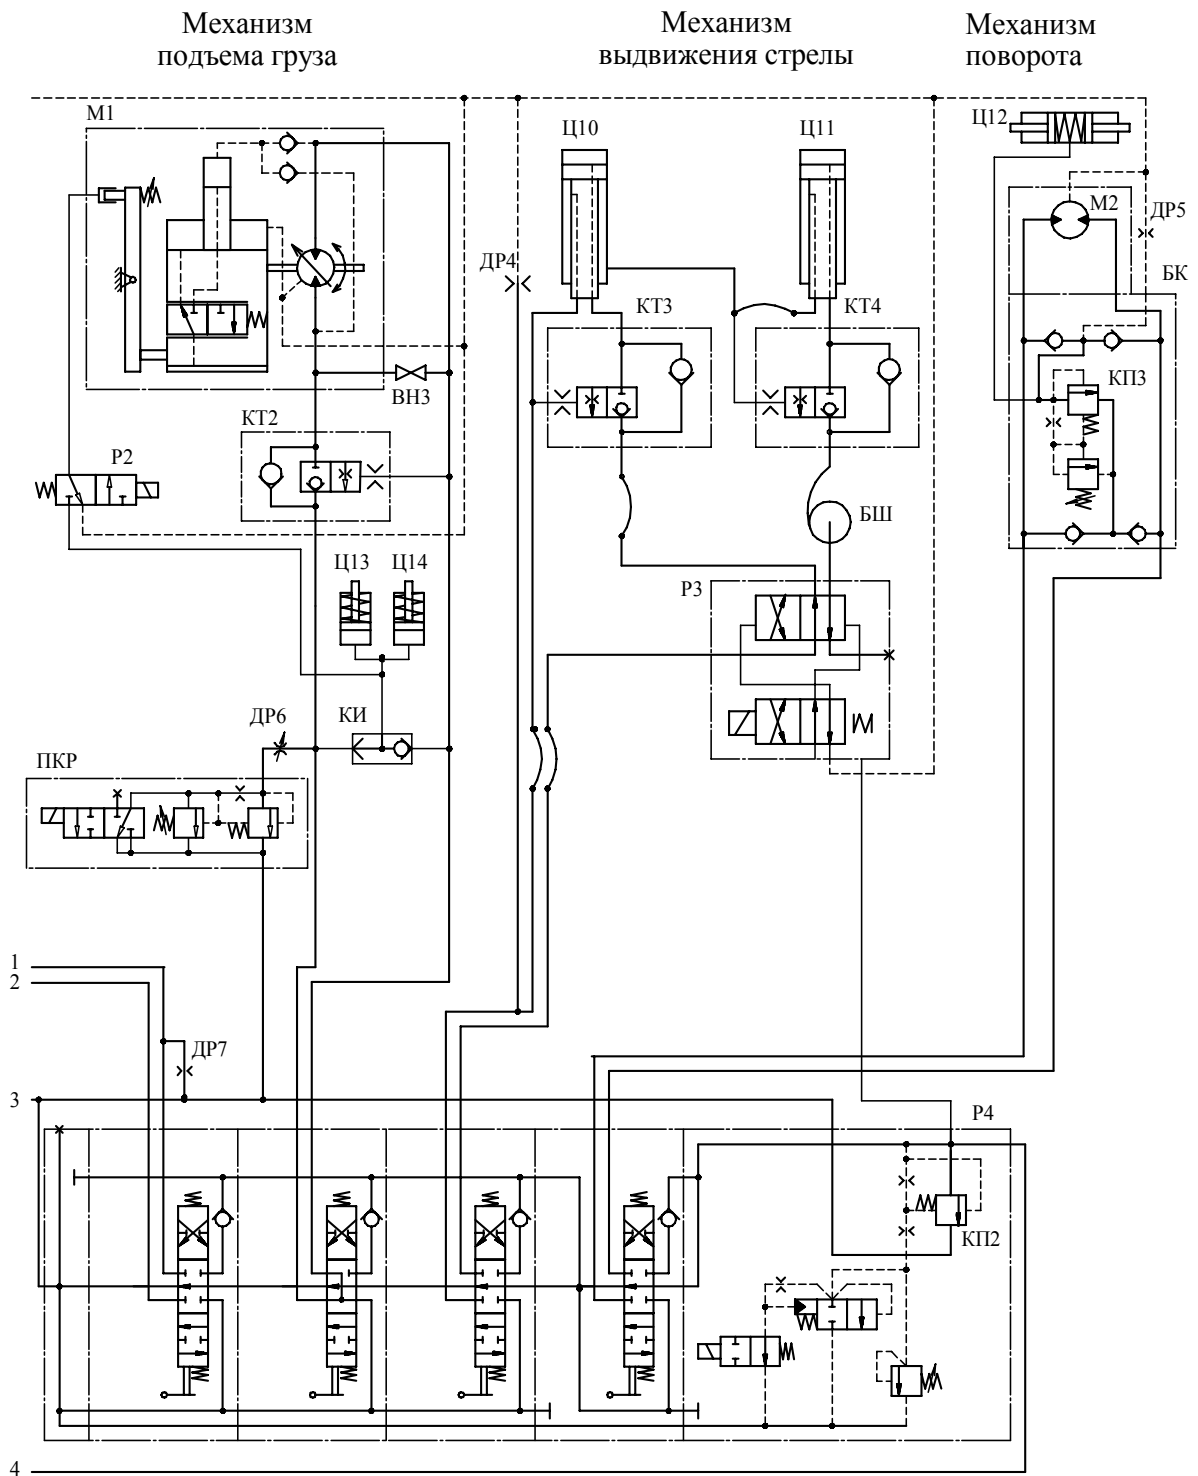 Механизм
подъема груза
Механизм
выдвижения стрелы
Механизм
поворота
М1
Ц10
Ц11
Ц12
М2
ДР5
ДР4
БК
КТ3
КТ4
КП3
ВН3
КТ2
Р2
БШ
Ц13
Ц14
Р3
ДР6
КИ
ПКР
1
2
ДР7
3
Р4
КП2
4